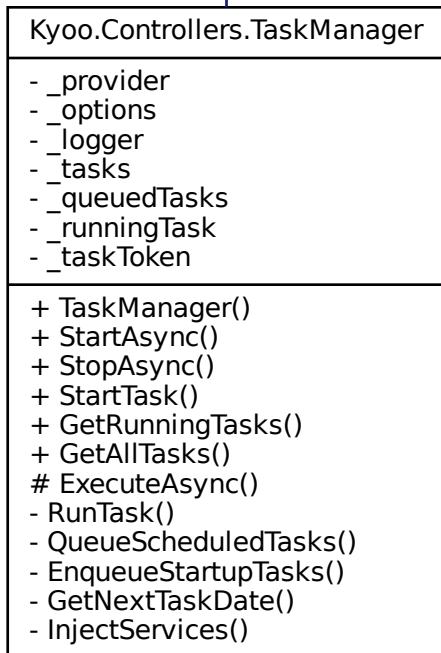 Kyoo.Controllers.TaskManager
- _provider
- _options
- _logger
- _tasks
- _queuedTasks
- _runningTask
- _taskToken
+ TaskManager()
+ StartAsync()
+ StopAsync()
+ StartTask()
+ GetRunningTasks()
+ GetAllTasks()
# ExecuteAsync()
- RunTask()
- QueueScheduledTasks()
- EnqueueStartupTasks()
- GetNextTaskDate()
- InjectServices()